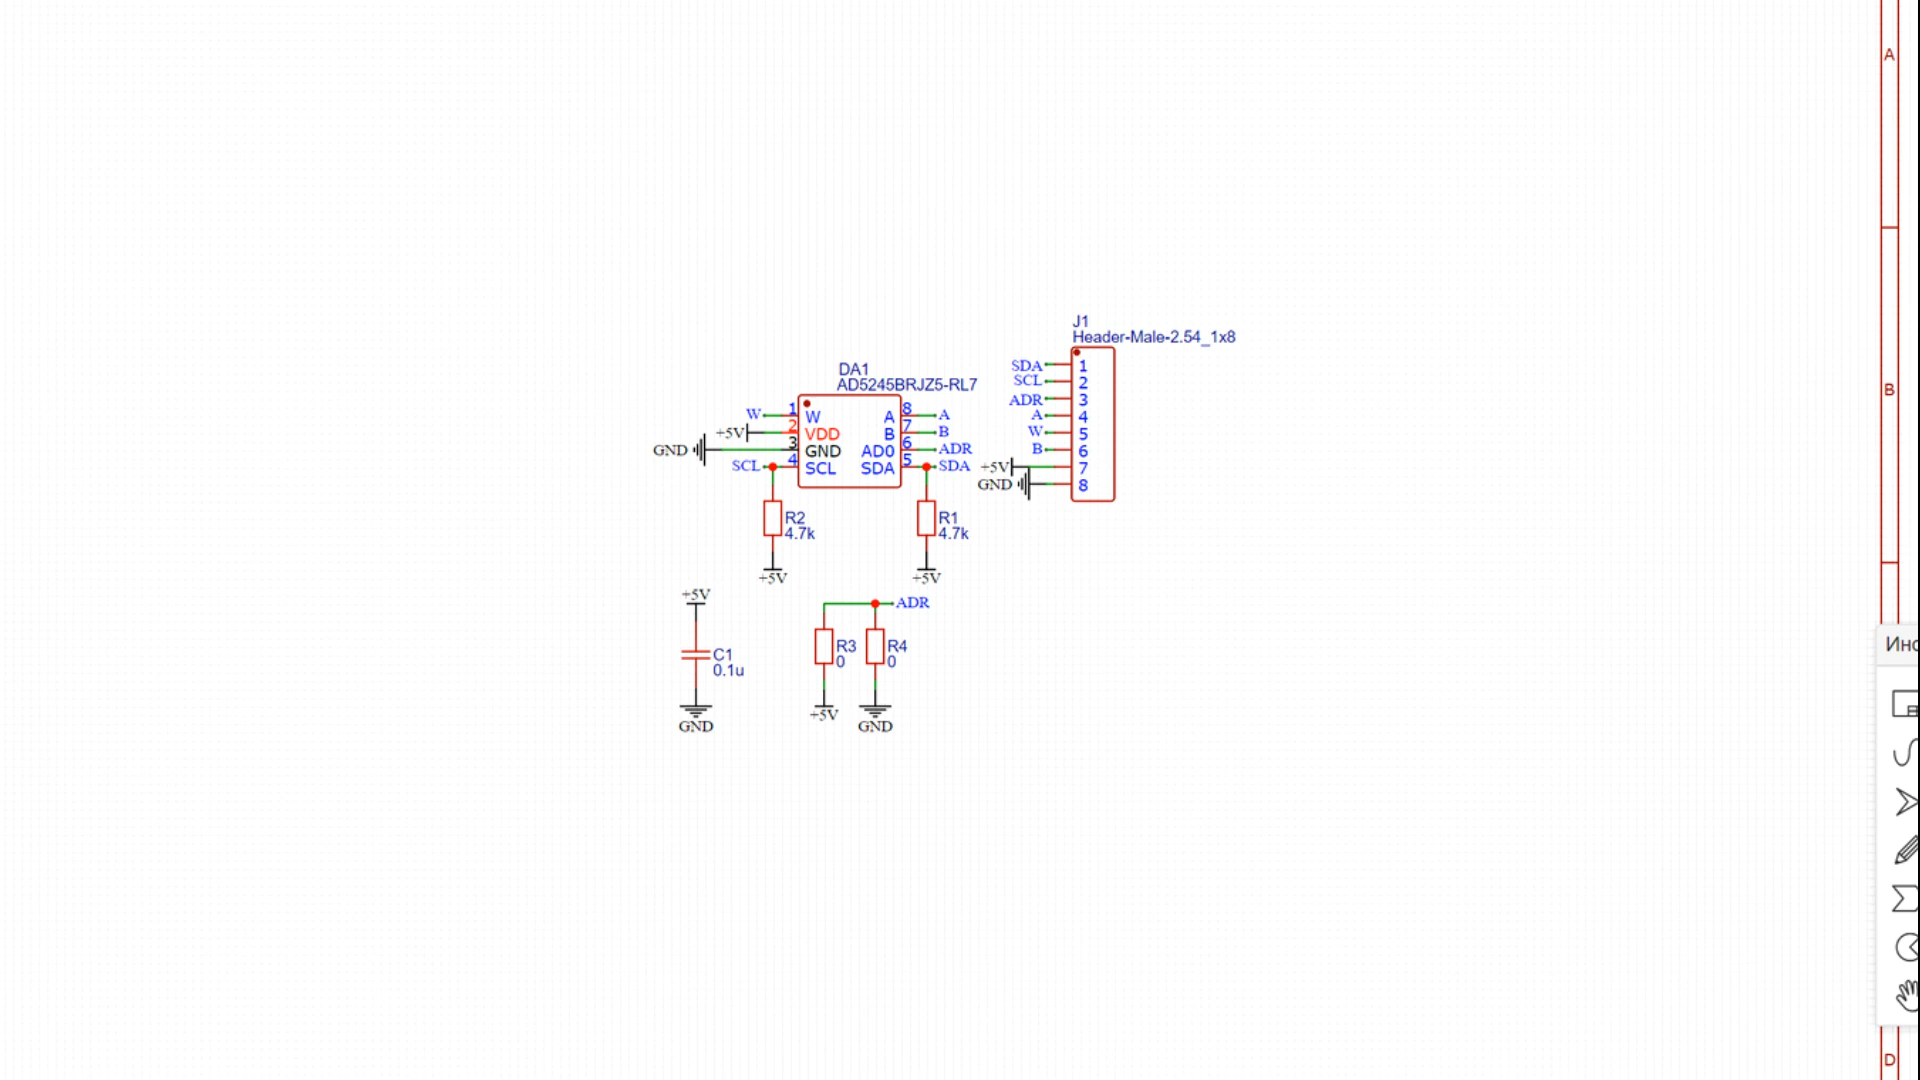 A
J1
Header-Male-2.54_1x8
DA1
AD5245BRJZ5-RL7
SDA 1
SCL 2
ADR 3
A 4
W 5
B 6
+5V 7
GND 8
W 1 W A 8 A
+5V 2 VDD B 7 B
GND 3 GND AD0 6 ADR
SCL 4 SCL SDA 5 SDA
B
R2
4.7k
+5V
R1
4.7k
+5V
+5V
C1
0.1u
GND
ADR
R3
0
+5V
R4
0
GND
Инс
D